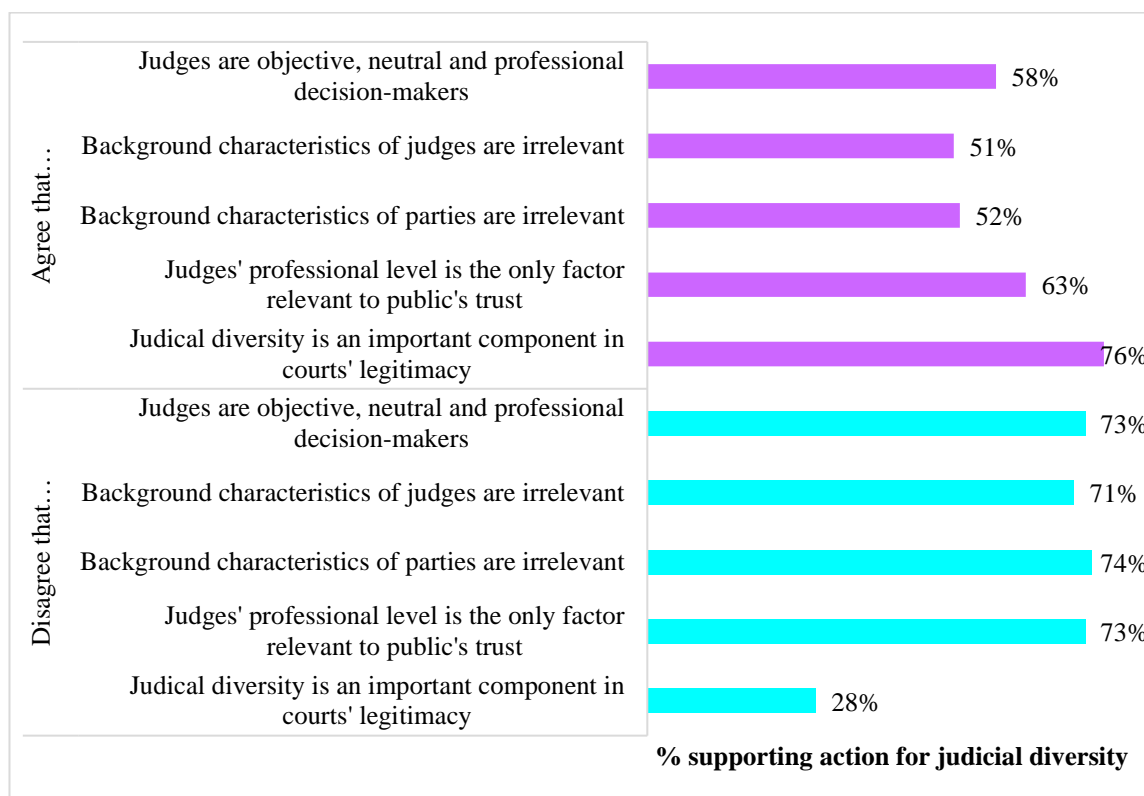 Agree that…
Judges are objective, neutral and professional
decision-makers
58%
Background characteristics of judges are irrelevant
51%
Background characteristics of parties are irrelevant
52%
Judges' professional level is the only factor
relevant to public's trust
63%
Judical diversity is an important component in
courts' legitimacy
76%
Disagree that…
Judges are objective, neutral and professional
decision-makers
73%
Background characteristics of judges are irrelevant
71%
Background characteristics of parties are irrelevant
74%
Judges' professional level is the only factor
relevant to public's trust
73%
Judical diversity is an important component in
courts' legitimacy
28%
% supporting action for judicial diversity